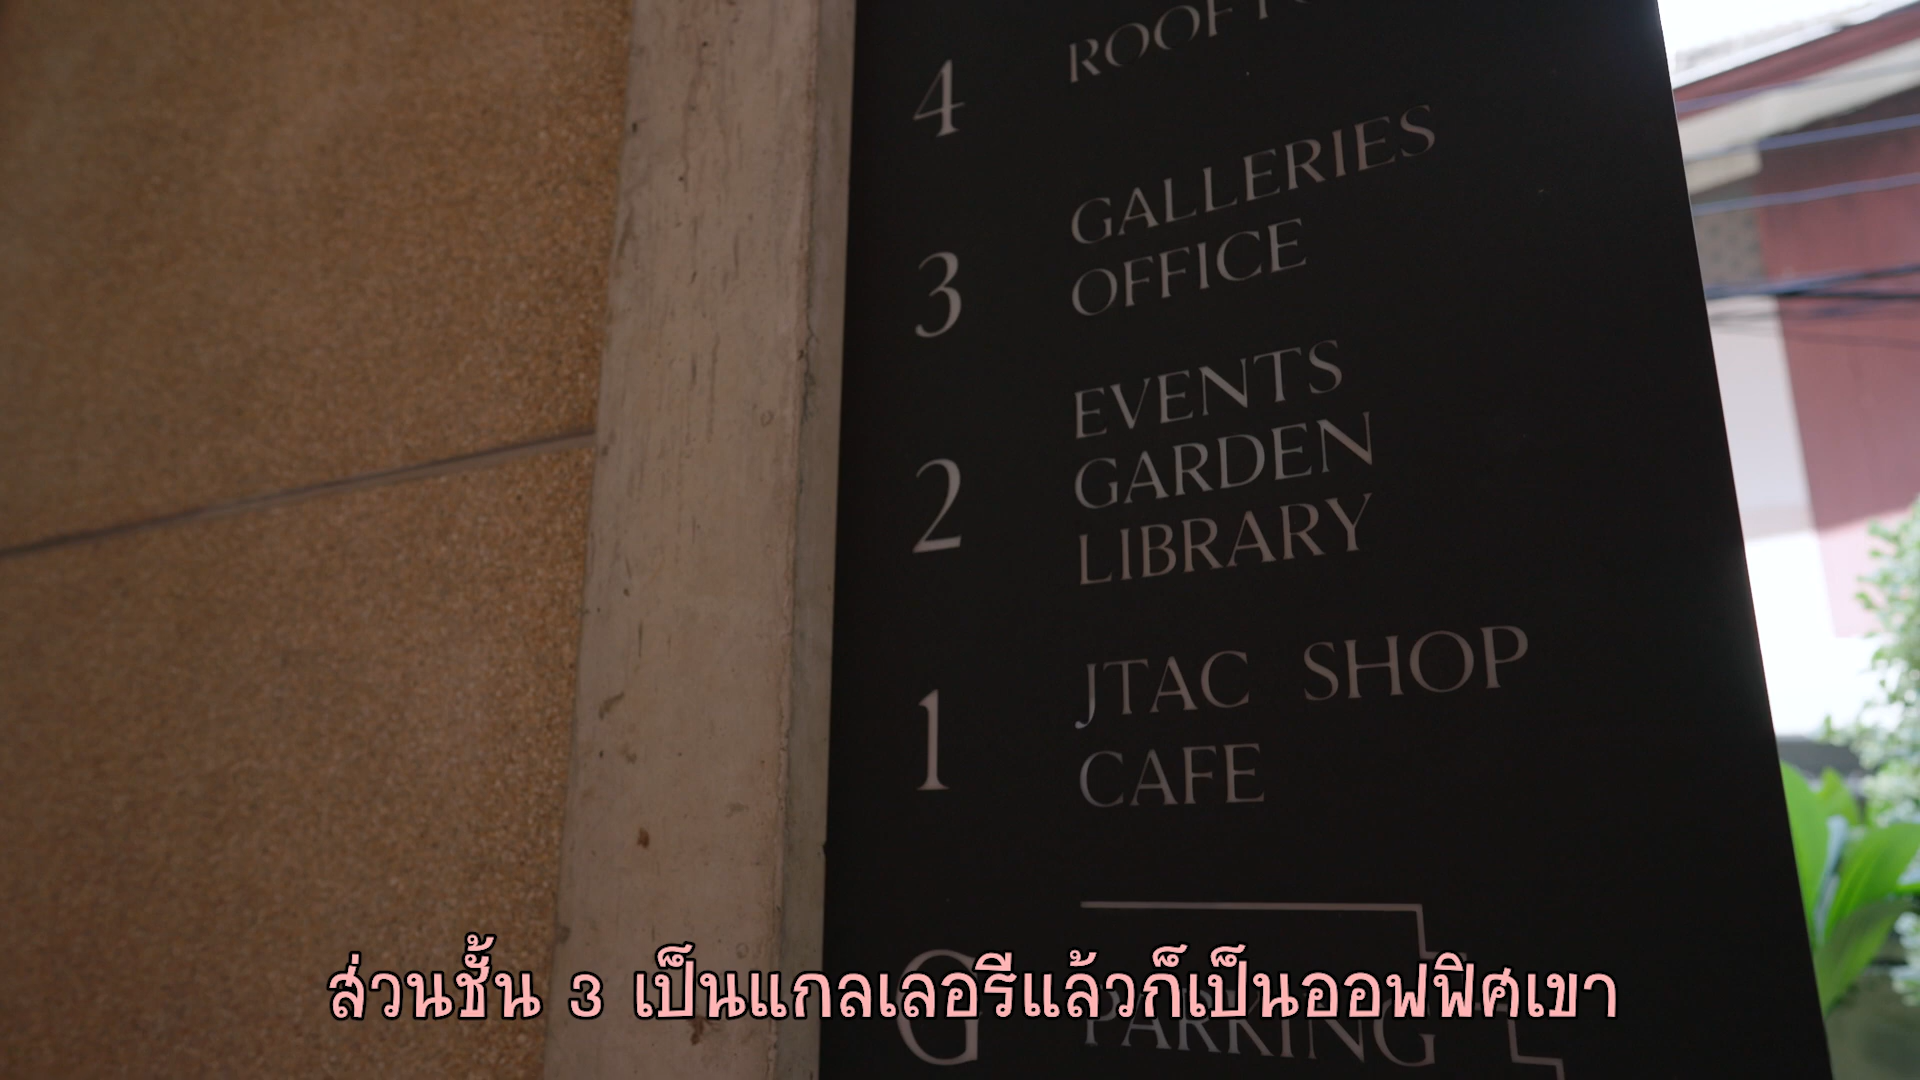 4
3 GALLERIES
OFFICE
2 EVENTS
GARDEN
LIBRARY
1 JTAC SHOP
CAFE
G PARKING
ส่วนชั้น 3 เป็นแกลเลอรีแล้วก็เป็นออฟฟิศเขา